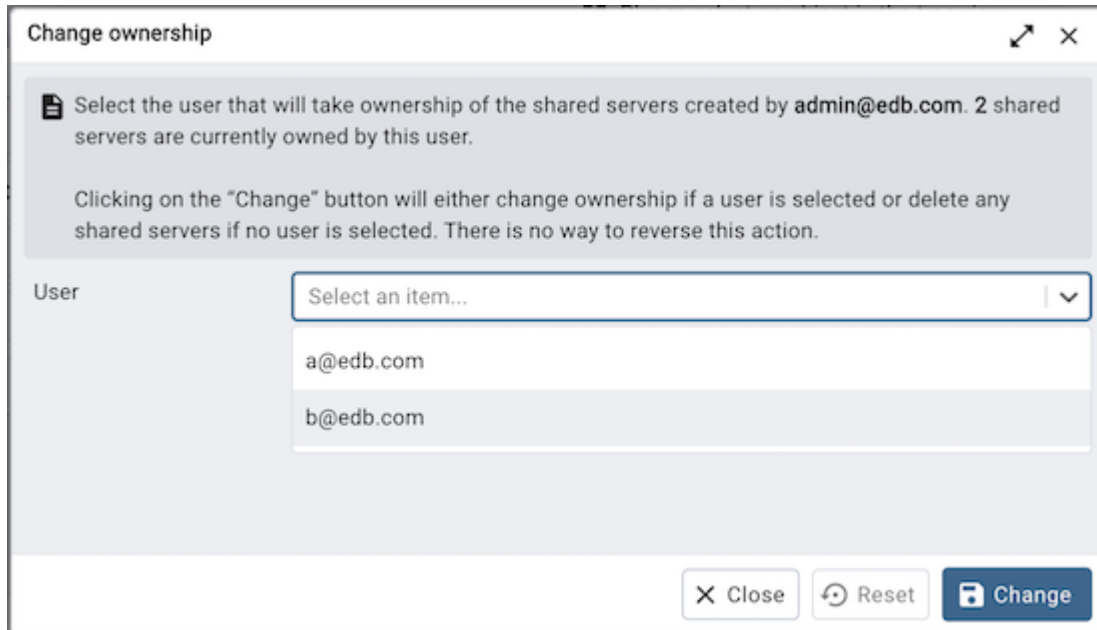 Change ownership
Select the user that will take ownership of the shared servers created by admin@edb.com. 2 shared
servers are currently owned by this user.
Clicking on the “Change” button will either change ownership if a user is selected or delete any
shared servers if no user is selected. There is no way to reverse this action.
User
Select an item...
a@edb.com
b@edb.com
Close
Reset
Change